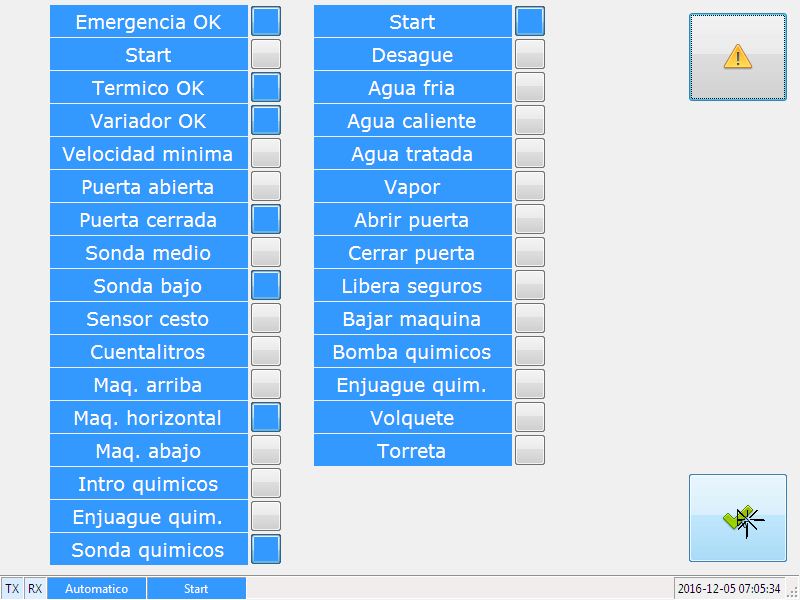 Emergencia OK
Start
Termico OK
Variador OK
Velocidad minima
Puerta abierta
Puerta cerrada
Sonda medio
Sonda bajo
Sensor cesto
Cuentalitros
Maq. arriba
Maq. horizontal
Maq. abajo
Intro quimicos
Enjuague quim.
Sonda quimicos
Start
Desague
Agua fria
Agua caliente
Agua tratada
Vapor
Abrir puerta
Cerrar puerta
Libera seguros
Bajar maquina
Bomba quimicos
Enjuague quim.
Volquete
Torreta
TX RX Automatico Start 2016-12-05 07:05:34